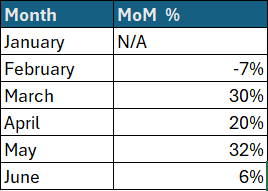 Month MoM %
January N/A
February -7%
March 30%
April 20%
May 32%
June 6%